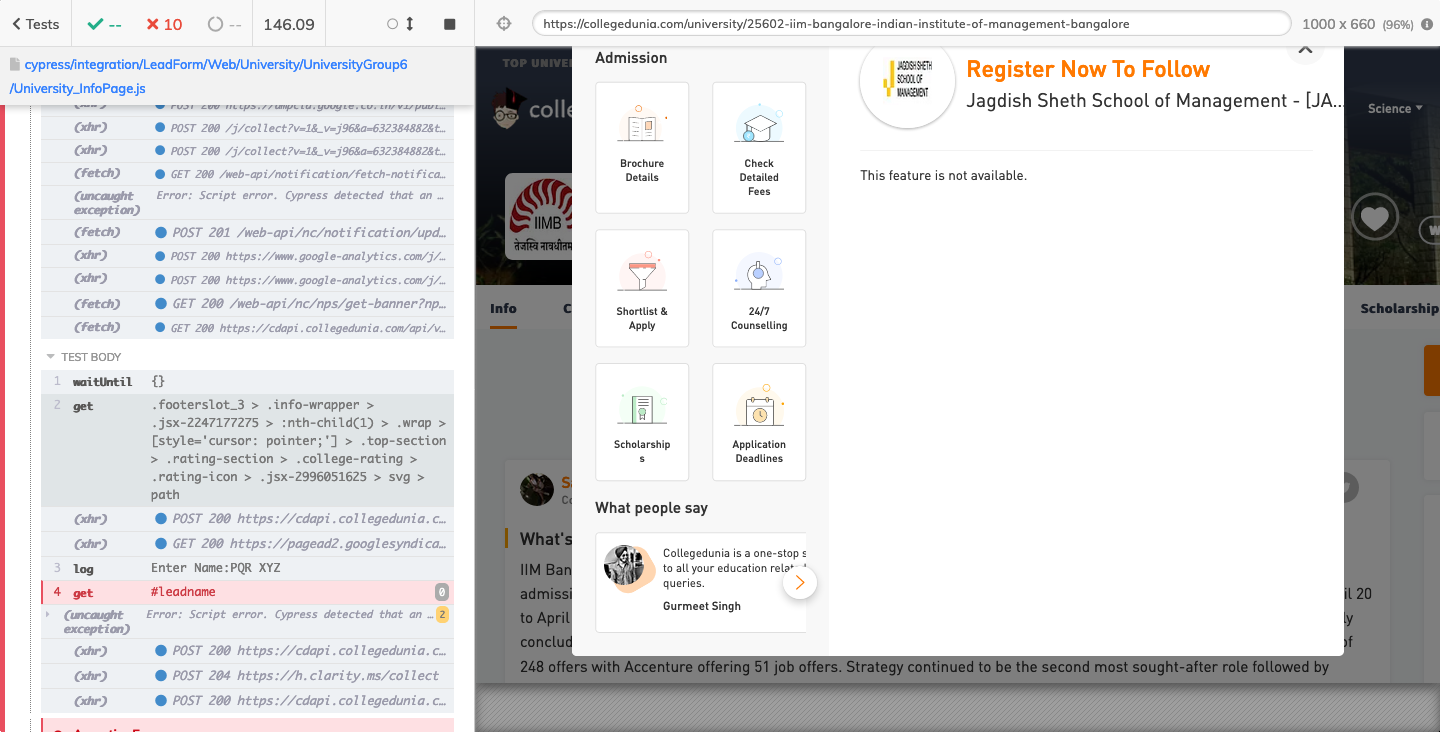 Tests
--
10
--
146.09
https://collegedunia.com/university/25602-iim-bangalore-indian-institute-of-management-bangalore
1000 x 660 (96%)
cypress/integration/LeadForm/Web/University/UniversityGroup6
/University_InfoPage.js
(xhr) POST 200 /j/collect?v=1&_v=j96&a=632384882&t…
(xhr) POST 200 /j/collect?v=1&_v=j96&a=632384882&t…
(fetch) GET 200 /web-api/notification/fetch-notifica…
(uncaught Error: Script error. Cypress detected that an …
exception)
(fetch) POST 201 /web-api/nc/notification/upd…
(xhr) POST 200 https://www.google-analytics.com/j/…
(xhr) POST 200 https://www.google-analytics.com/j/…
(fetch) GET 200 /web-api/nc/nps/get-banner?np…
(fetch) GET 200 https://cdapi.collegedunia.com/api/v…
TEST BODY
1 waitUntil {}
2 get .footerslot_3 > .info-wrapper >
.jsx-2247177275 > :nth-child(1) > .wrap >
[style='cursor: pointer;'] > .top-section
> .rating-section > .college-rating >
.rating-icon > .jsx-2996051625 > svg >
path
(xhr) POST 200 https://cdapi.collegedunia.c…
(xhr) GET 200 https://pagead2.googlesyndica…
3 log Enter Name:PQR XYZ
4 get #leadname 0
(uncaught Error: Script error. Cypress detected that an … 2
exception)
(xhr) POST 200 https://cdapi.collegedunia.c…
(xhr) POST 204 https://h.clarity.ms/collect
(xhr) POST 200 https://cdapi.collegedunia.c…
TOP UNIVER
colle
Science
IIMB
तेजस्वि नावधीतम
Info
C
Scholarship
Admission
Brochure
Details
Check
Detailed
Fees
Shortlist &
Apply
24/7
Counselling
Scholarship
s
Application
Deadlines
What people say
Collegedunia is a one-stop s
to all your education relat
queries.
Gurmeet Singh
JAGDISH SHETH
SCHOOL OF
MANAGEMENT
Register Now To Follow
Jagdish Sheth School of Management - [JA...
This feature is not available.
Sa
Co
What's
IIM Ban
admissi
il 20
to April
ly
conclud
of
248 offers with Accenture offering 51 job offers. Strategy continued to be the second most sought-after role followed by